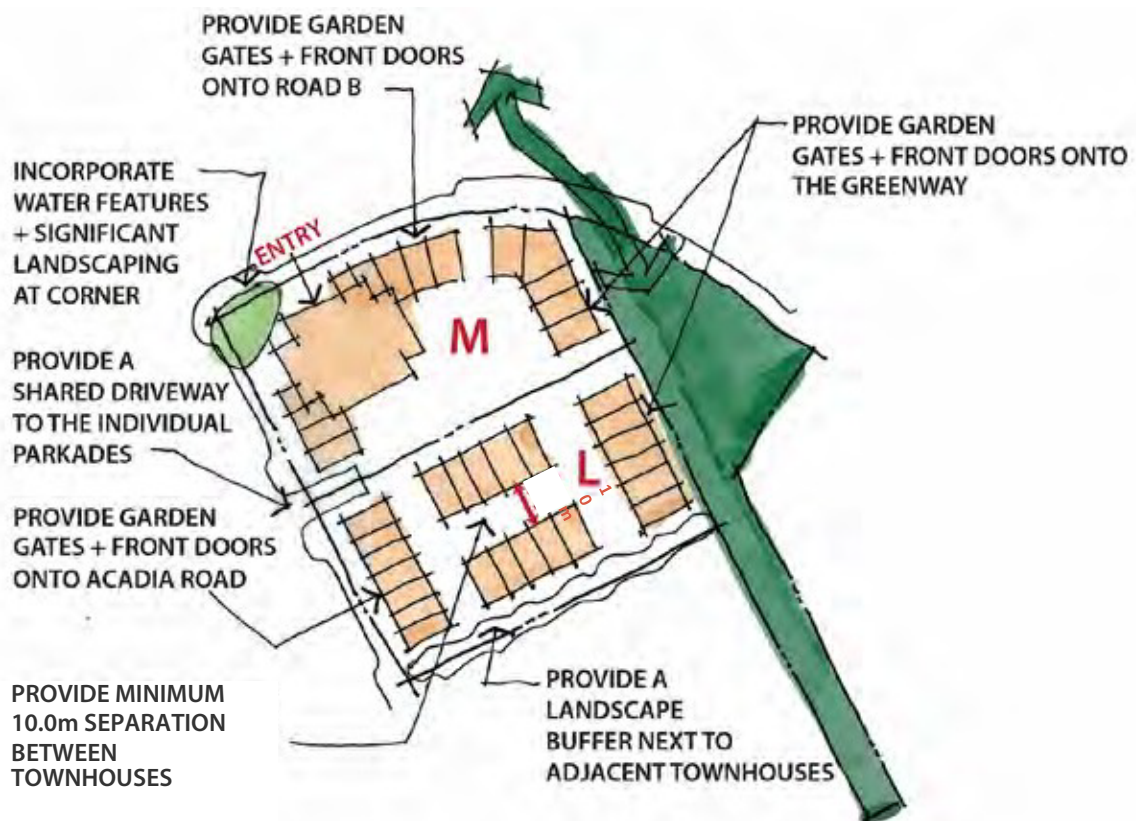 PROVIDE GARDEN
GATES + FRONT DOORS
ONTO ROAD B
PROVIDE GARDEN
GATES + FRONT DOORS ONTO
THE GREENWAY
INCORPORATE
WATER FEATURES
+ SIGNIFICANT
LANDSCAPING
AT CORNER
ENTRY
M
PROVIDE A
SHARED DRIVEWAY
TO THE INDIVIDUAL
PARKADES
L
10 m
PROVIDE GARDEN
GATES + FRONT DOORS
ONTO ACADIA ROAD
PROVIDE MINIMUM
10.0m SEPARATION
BETWEEN
TOWNHOUSES
PROVIDE A
LANDSCAPE
BUFFER NEXT TO
ADJACENT TOWNHOUSES